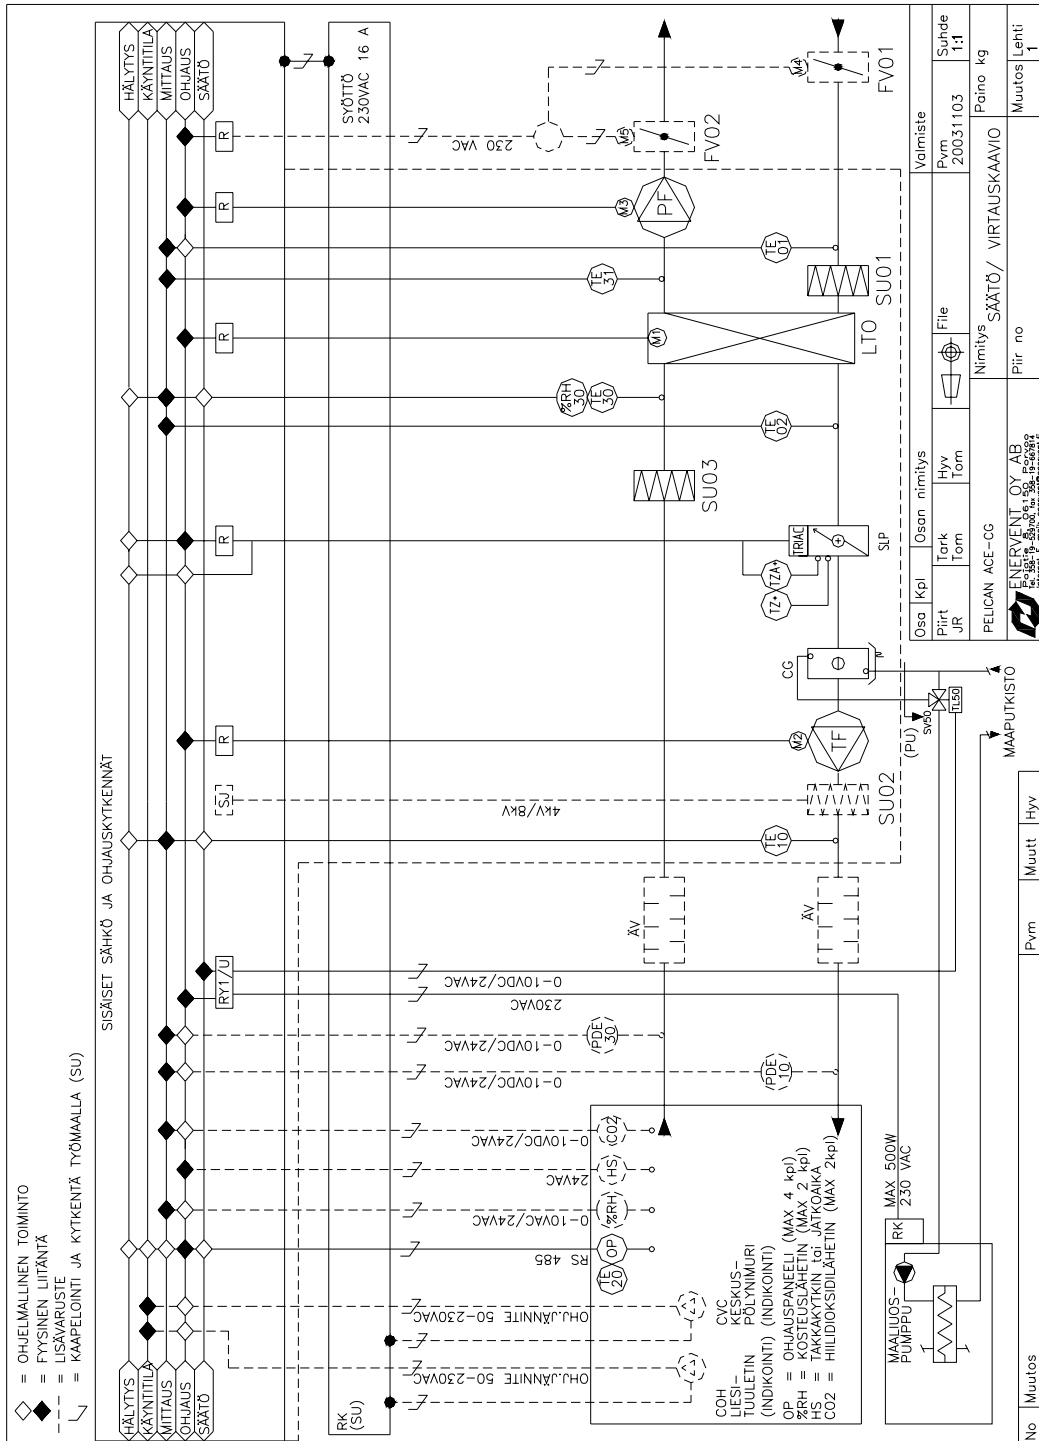 = OHJELMALLINEN TOIMINTO
= FYYSINEN LIITÄNTÄ
= LISÄVARUSTE
= KAAPELOINTI JA KYTKENTÄ TYÖMAALLA (SU)
SISÄISET SÄHKÖ JA OHJAUSKYTKENNÄT
HÄLYTYS
KÄYNTITILA
MITTAUS
OHJAUS
SÄÄTÖ
HÄLYTYS
KÄYNTITILA
MITTAUS
OHJAUS
SÄÄTÖ
RY1
U
SJ
R
R
R
R
R
RK
(SU)
SYÖTTÖ
230VAC 16 A
OHJ.JÄNNITE 50-230VAC
OHJ.JÄNNITE 50-230VAC
RS 485
0-10VAC/24VAC
24VAC
0-10VDC/24VAC
0-10VDC/24VAC
0-10VDC/24VAC
230VAC
0-10VDC/24VAC
4kV/8kV
230 VAC
TE
20
OP
%RH
HS
CO2
PDE
30
PDE
10
ÄV
ÄV
TE
10
SU02
TF
M2
CG
TZ*
TZA*
TRIAC
SLP
SU03
TE
02
%RH
30
TE
30
M1
LTO
TE
31
TE
01
SU01
PF
M3
M5
FV02
M4
FV01
COH
LIESI-
TUULETIN
(INDIKOINTI)
CVC
KESKUS-
PÖLYNIMURI
(INDIKOINTI)
OP = OHJAUSPANEELI (MAX 4 kpl)
%RH = KOSTEUSLÄHETIN (MAX 2 kpl)
HS = TAKKAKYTKIN tai JATKOAIKA
CO2 = HIILIDIOKSIDILÄHETIN (MAX 2kpl)
MAALIUOS-
PUMPPU
RK
MAX 500W
230 VAC
(PU)
SV50
TL50
MAAPUTKISTO
No
Muutos
Pvm
Muutt
Hyv
Osa
Kpl
Osan nimitys
Valmiste
Piirt
JR
Tark
Tom
Hyv
Tom
File
Pvm
20031103
Suhde
1:1
PELICAN ACE-CG
Nimitys
SÄÄTÖ/ VIRTAUSKAAVIO
Paino kg
ENERVENT OY AB
Piir no
Muutos
Lehti
1